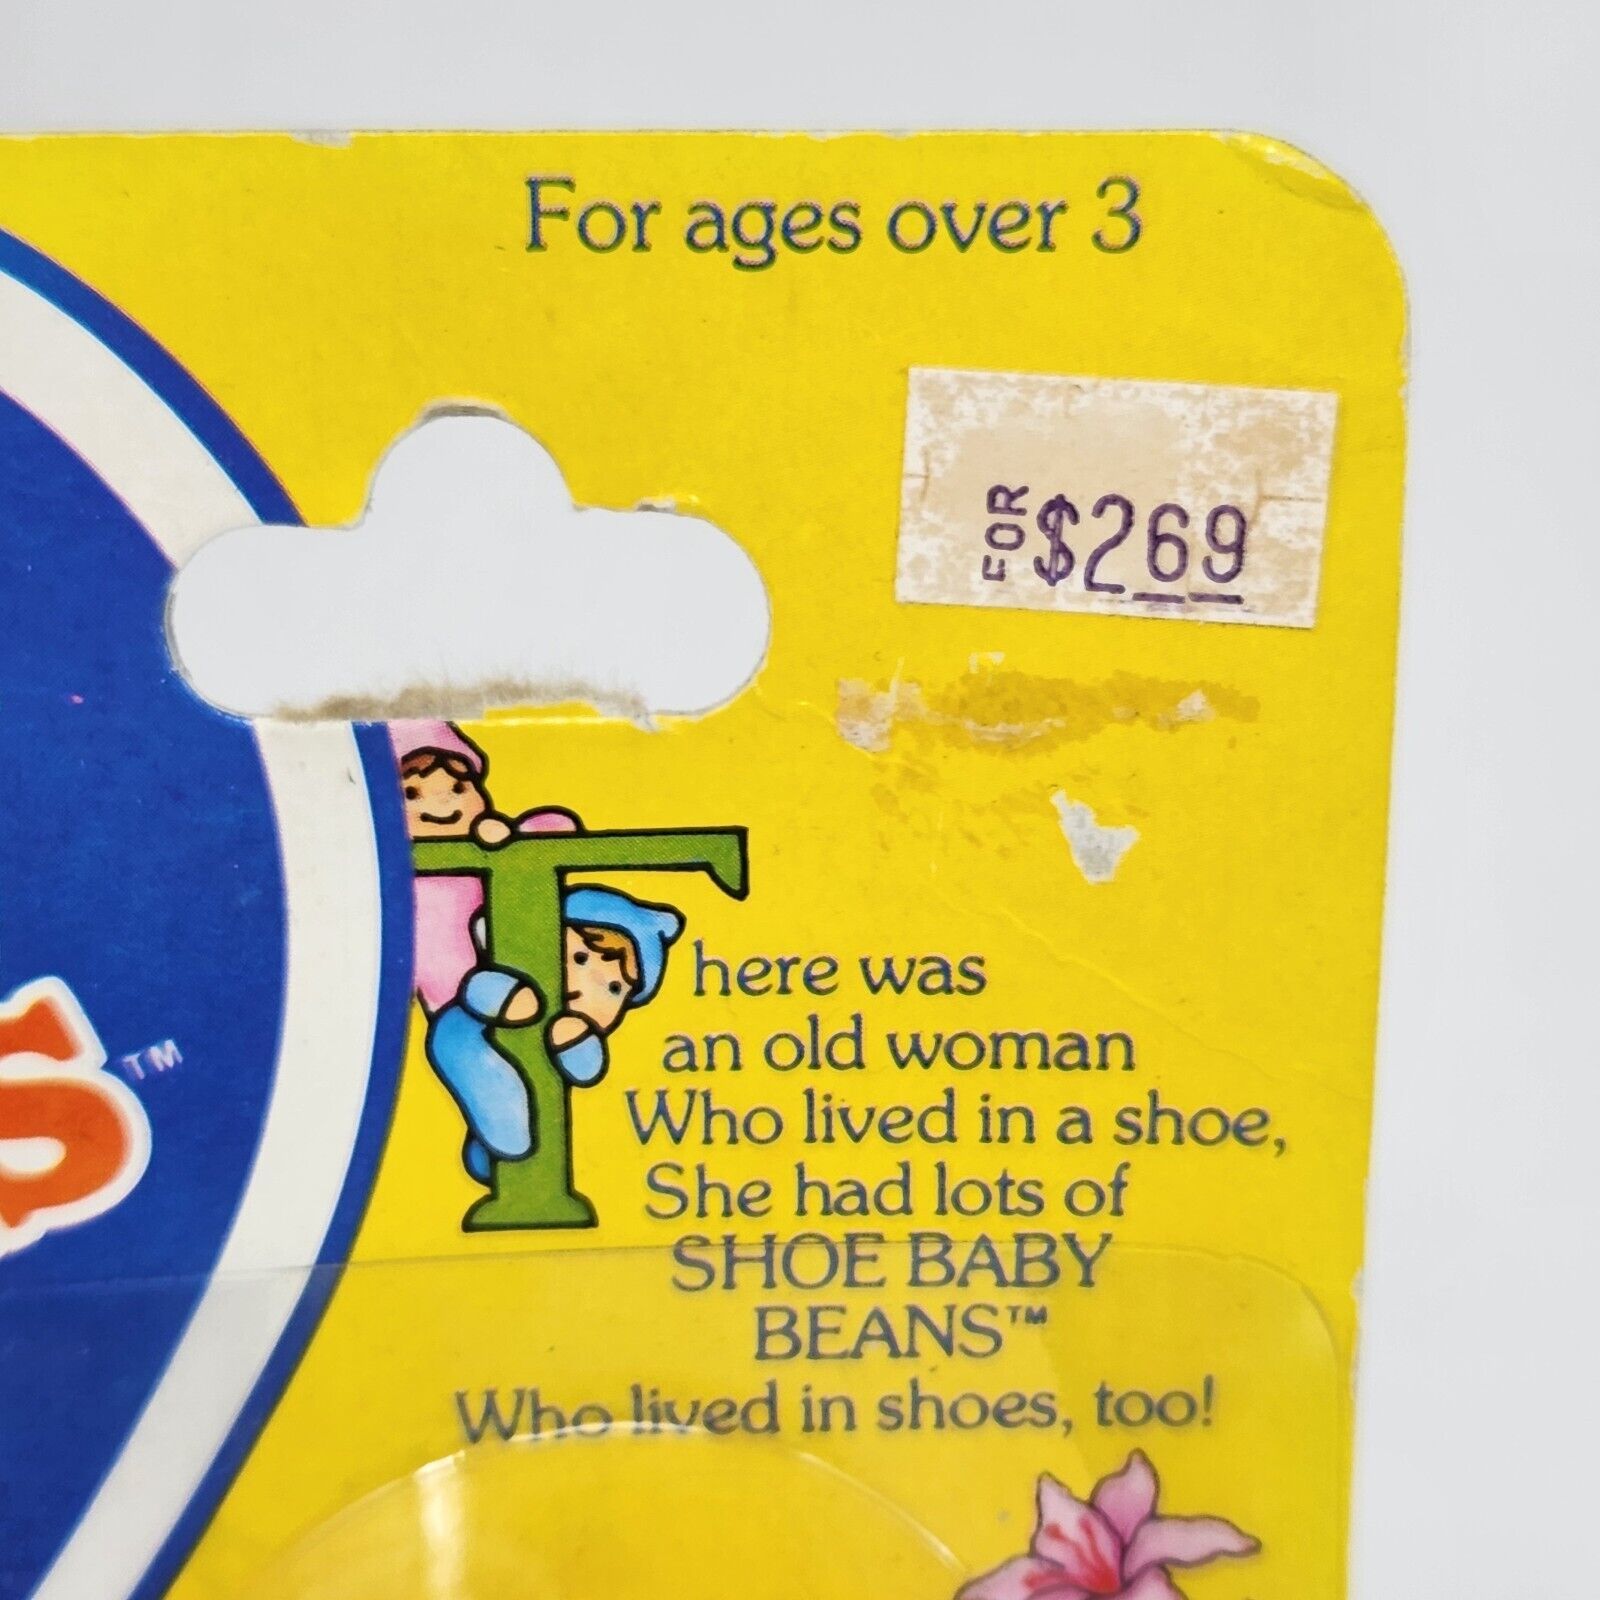 For ages over 3
FOR $2.69
There was
an old woman
Who lived in a shoe,
She had lots of
SHOE BABY
BEANS™
Who lived in shoes, too!
S™